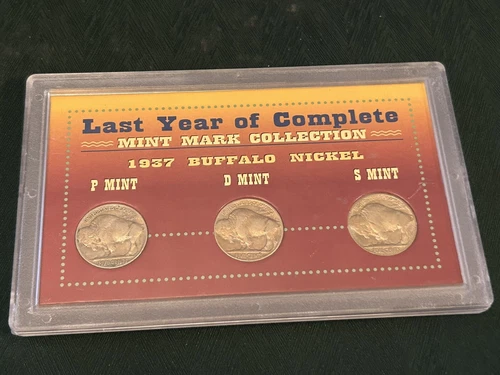 Last Year of Complete
MINT MARK COLLECTION
1937 BUFFALO NICKEL
P MINT D MINT S MINT